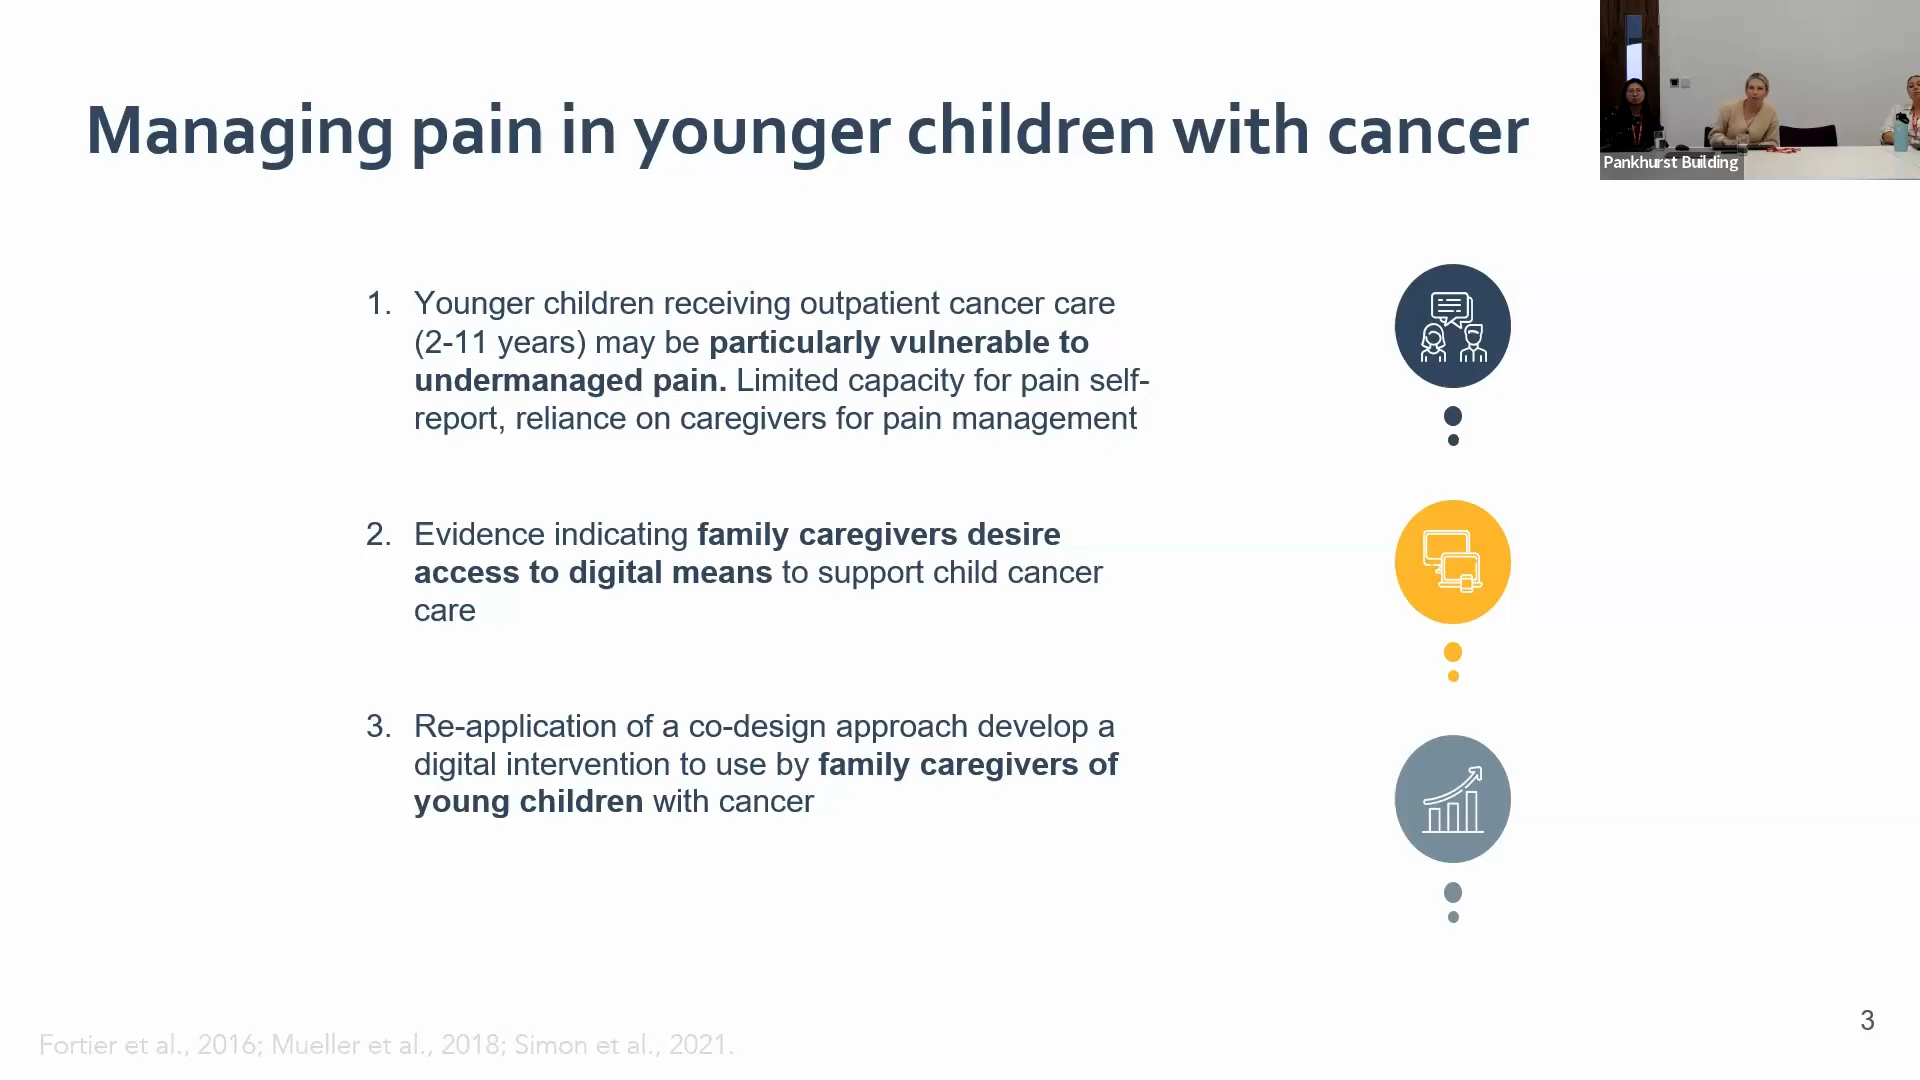 Managing pain in younger children with cancer
Pankhurst Building
1. Younger children receiving outpatient cancer care
(2-11 years) may be particularly vulnerable to
undermanaged pain. Limited capacity for pain self-
report, reliance on caregivers for pain management
2. Evidence indicating family caregivers desire
access to digital means to support child cancer
care
3. Re-application of a co-design approach develop a
digital intervention to use by family caregivers of
young children with cancer
3
Fortier et al., 2016; Mueller et al., 2018; Simon et al., 2021.